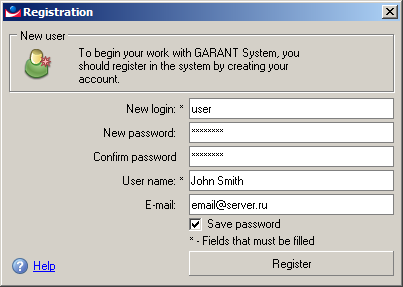 Registration
New user
To begin your work with GARANT System, you
should register in the system by creating your
account.
New login: * user
New password: ********
Confirm password ********
User name: * John Smith
E-mail: email@server.ru
Save password
* - Fields that must be filled
Help
Register